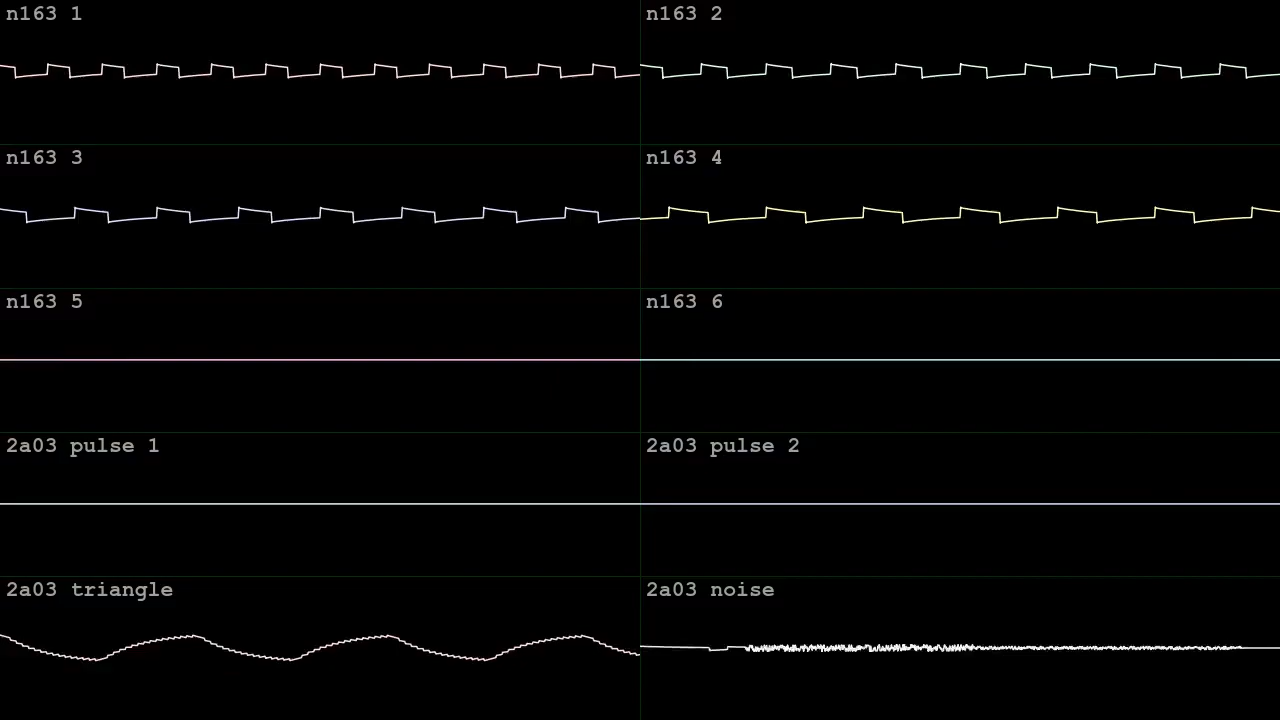 n163 1
n163 2
n163 3
n163 4
n163 5
n163 6
2a03 pulse 1
2a03 pulse 2
2a03 triangle
2a03 noise